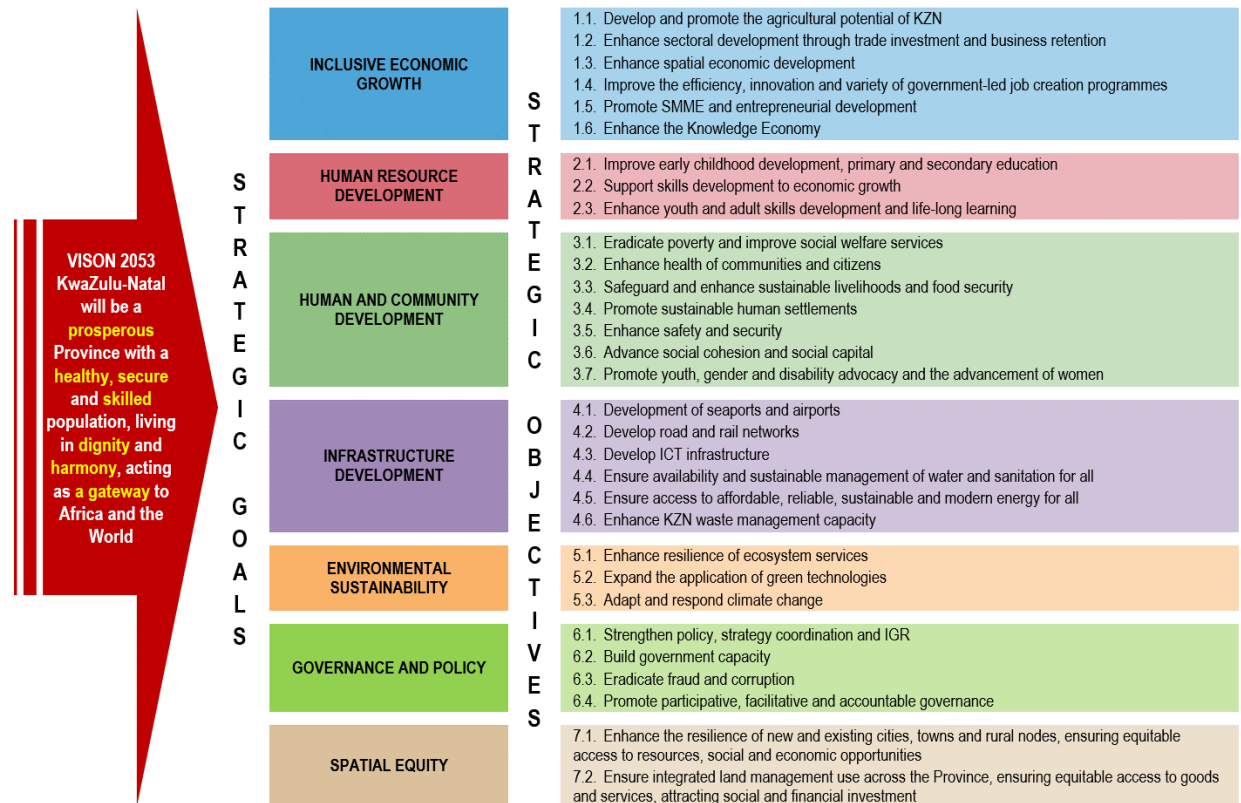 VISON 2053
KwaZulu-Natal
will be a
prosperous
Province with a
healthy, secure
and skilled
population, living
in dignity and
harmony, acting
as a gateway to
Africa and the
World
STRATEGIC GOALS
INCLUSIVE ECONOMIC
GROWTH
HUMAN RESOURCE
DEVELOPMENT
HUMAN AND COMMUNITY
DEVELOPMENT
INFRASTRUCTURE
DEVELOPMENT
ENVIRONMENTAL
SUSTAINABILITY
GOVERNANCE AND POLICY
SPATIAL EQUITY
STRATEGIC OBJECTIVES
1.1. Develop and promote the agricultural potential of KZN
1.2. Enhance sectoral development through trade investment and business retention
1.3. Enhance spatial economic development
1.4. Improve the efficiency, innovation and variety of government-led job creation programmes
1.5. Promote SMME and entrepreneurial development
1.6. Enhance the Knowledge Economy
2.1. Improve early childhood development, primary and secondary education
2.2. Support skills development to economic growth
2.3. Enhance youth and adult skills development and life-long learning
3.1. Eradicate poverty and improve social welfare services
3.2. Enhance health of communities and citizens
3.3. Safeguard and enhance sustainable livelihoods and food security
3.4. Promote sustainable human settlements
3.5. Enhance safety and security
3.6. Advance social cohesion and social capital
3.7. Promote youth, gender and disability advocacy and the advancement of women
4.1. Development of seaports and airports
4.2. Develop road and rail networks
4.3. Develop ICT infrastructure
4.4. Ensure availability and sustainable management of water and sanitation for all
4.5. Ensure access to affordable, reliable, sustainable and modern energy for all
4.6. Enhance KZN waste management capacity
5.1. Enhance resilience of ecosystem services
5.2. Expand the application of green technologies
5.3. Adapt and respond climate change
6.1. Strengthen policy, strategy coordination and IGR
6.2. Build government capacity
6.3. Eradicate fraud and corruption
6.4. Promote participative, facilitative and accountable governance
7.1. Enhance the resilience of new and existing cities, towns and rural nodes, ensuring equitable
access to resources, social and economic opportunities
7.2. Ensure integrated land management use across the Province, ensuring equitable access to goods
and services, attracting social and financial investment